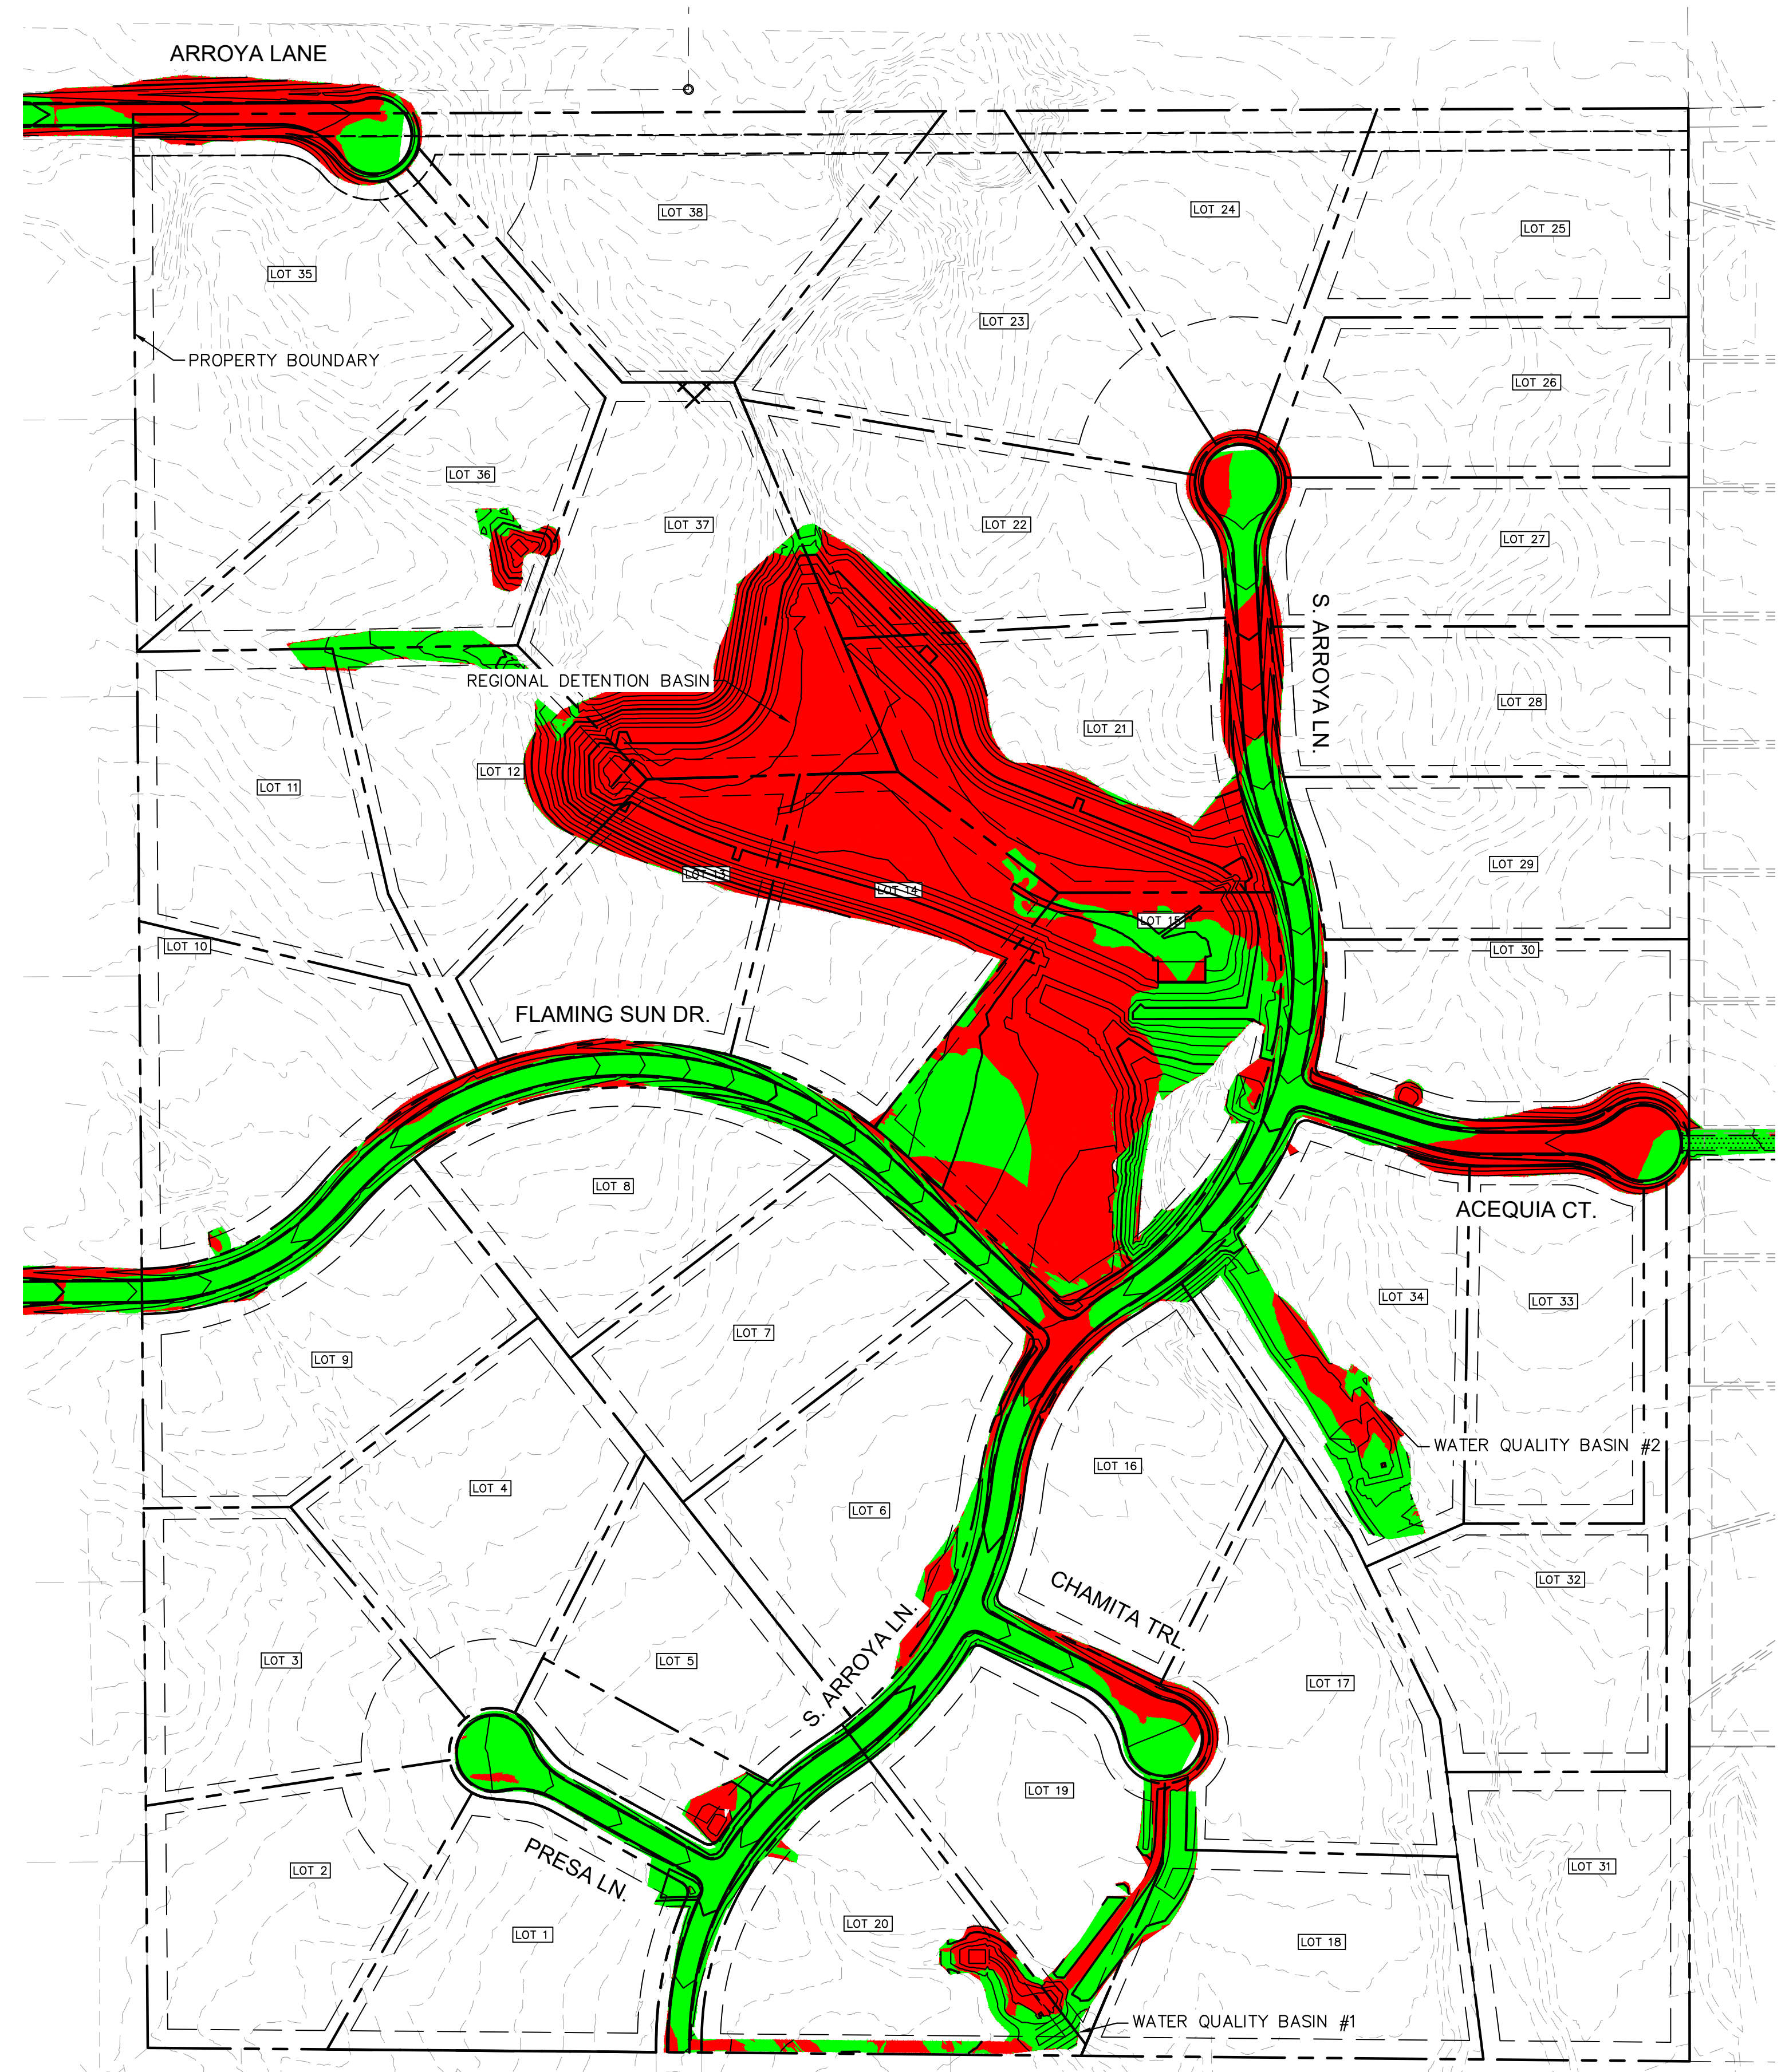 ARROYA LANE
LOT 38
LOT 24
LOT 25
LOT 35
LOT 23
PROPERTY BOUNDARY
LOT 26
LOT 36
LOT 37
LOT 22
LOT 27
S. ARROYA LN.
REGIONAL DETENTION BASIN
LOT 28
LOT 21
LOT 12
LOT 11
LOT 29
LOT 13
LOT 14
LOT 15
LOT 10
LOT 30
FLAMING SUN DR.
LOT 8
ACEQUIA CT.
LOT 34
LOT 33
LOT 7
LOT 9
WATER QUALITY BASIN #2
LOT 16
LOT 4
LOT 6
LOT 32
CHAMITA TRL.
S. ARROYA LN.
LOT 3
LOT 5
LOT 17
LOT 19
LOT 2
PRESA LN.
LOT 31
LOT 20
LOT 1
LOT 18
WATER QUALITY BASIN #1